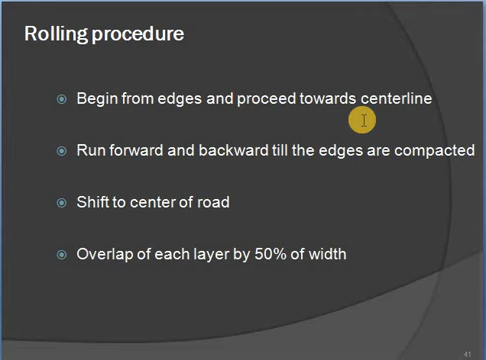 Rolling procedure
Begin from edges and proceed towards centerline
Run forward and backward till the edges are compacted
Shift to center of road
Overlap of each layer by 50% of width
41